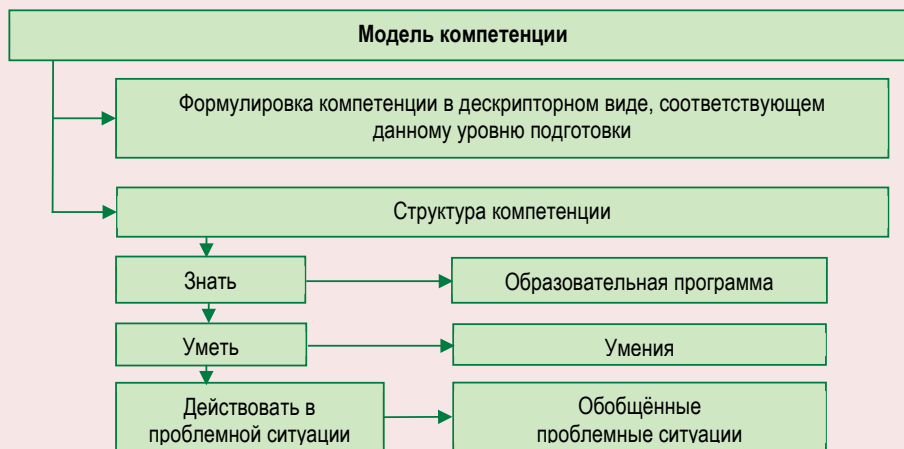 Модель компетенции
Формулировка компетенции в дескрипторном виде, соответствующем
данному уровню подготовки
Структура компетенции
Знать
Образовательная программа
Уметь
Умения
Действовать в
проблемной ситуации
Обобщённые
проблемные ситуации